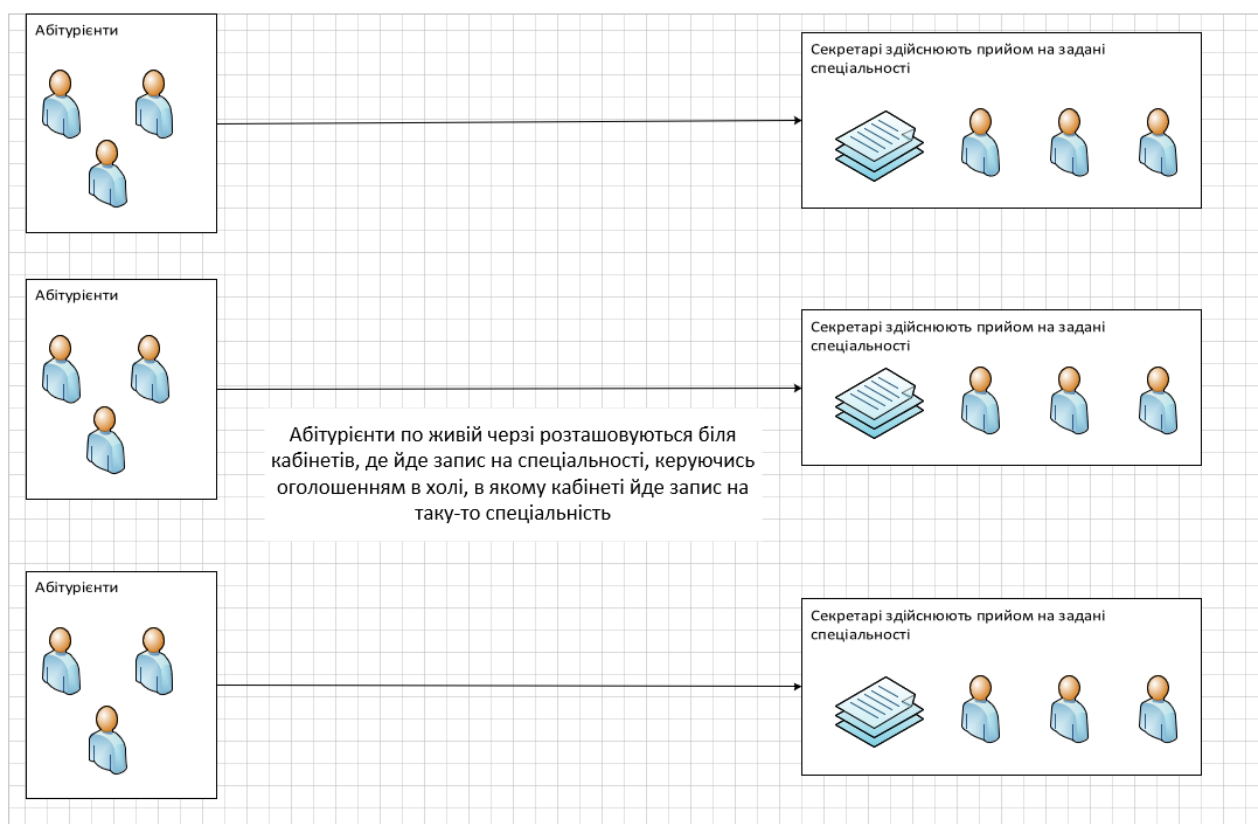 Абітурієнти
Секретарі здійснюють прийом на задані
спеціальності
Абітурієнти
Секретарі здійснюють прийом на задані
спеціальності
Абітурієнти по живій черзі розташовуються біля
кабінетів, де йде запис на спеціальності, керуючись
оголошенням в холі, в якому кабінеті йде запис на
таку-то спеціальність
Абітурієнти
Секретарі здійснюють прийом на задані
спеціальності